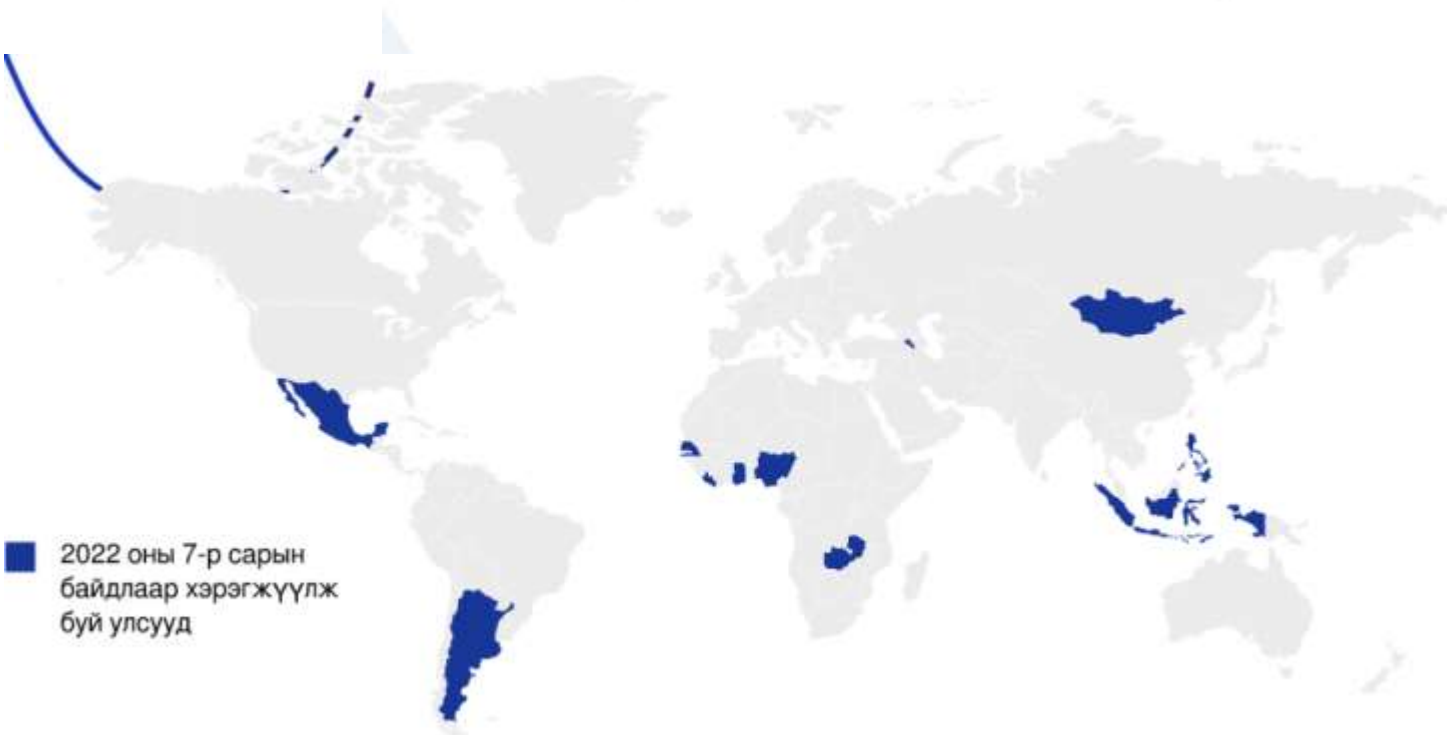 2022 оны 7-р сарын
байдлаар хэрэгжүүлж
буй улсууд